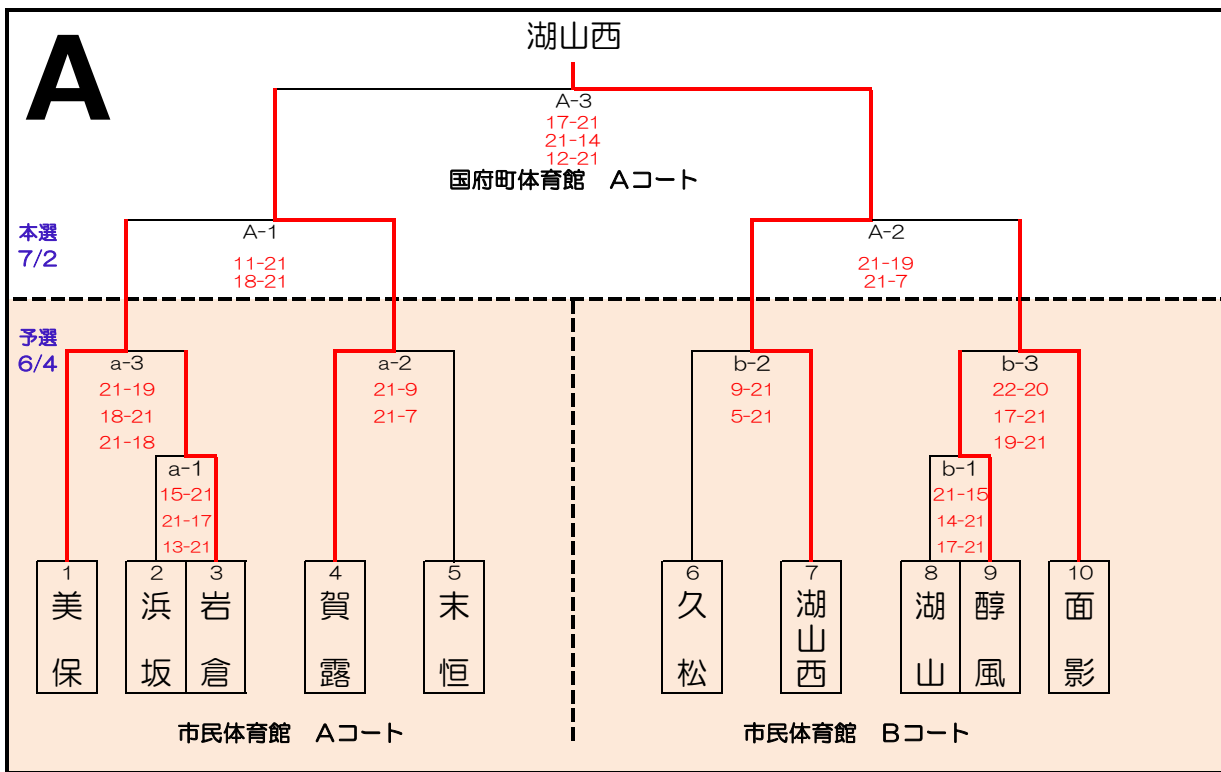 A
湖山西
A-3
17-21
21-14
12-21
国府町体育館　Aコート
本選
7/2
A-1
11-21
18-21
A-2
21-19
21-7
予選
6/4
a-3
21-19
18-21
21-18
a-1
15-21
21-17
13-21
a-2
21-9
21-7
b-2
9-21
5-21
b-3
22-20
17-21
19-21
b-1
21-15
14-21
17-21
1
美保
2
浜坂
3
岩倉
4
賀露
5
末恒
6
久松
7
湖山西
8
湖山
9
醇風
10
面影
市民体育館　Aコート
市民体育館　Bコート